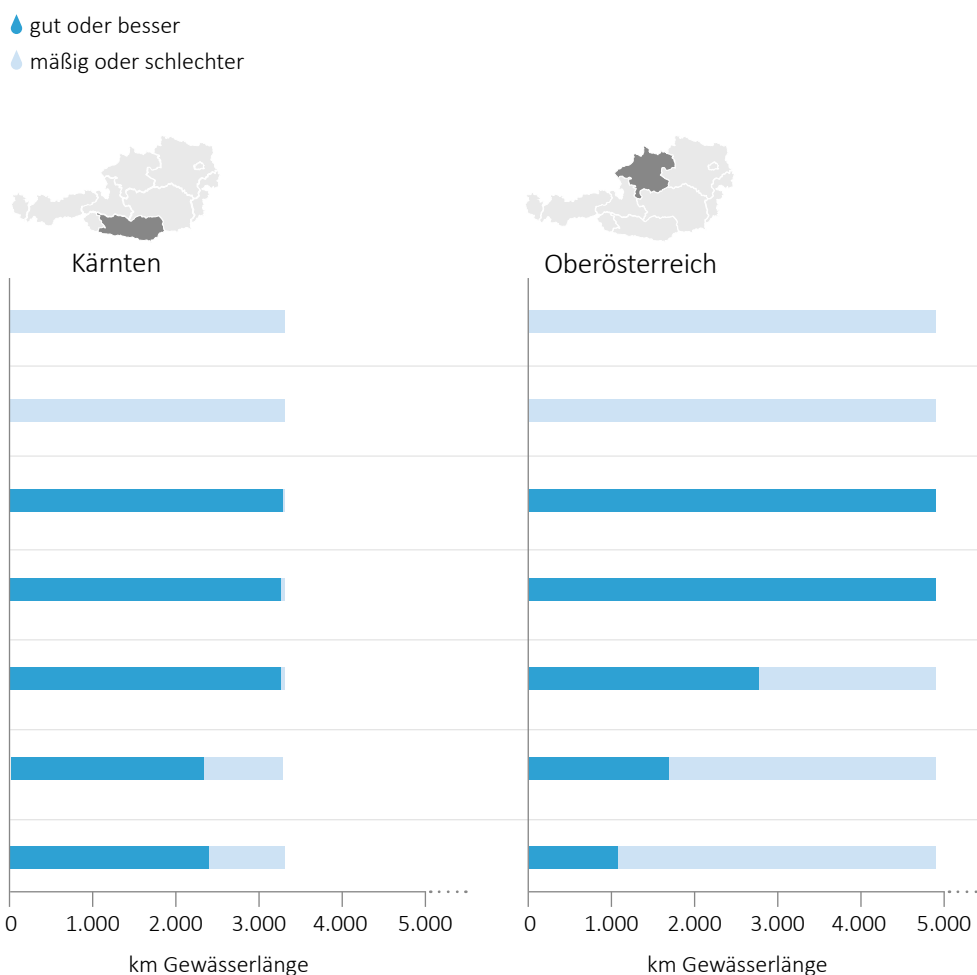 gut oder besser
mäßig oder schlechter
Kärnten
Oberösterreich
0 1.000 2.000 3.000 4.000 5.000
0 1.000 2.000 3.000 4.000 5.000
km Gewässerlänge
km Gewässerlänge